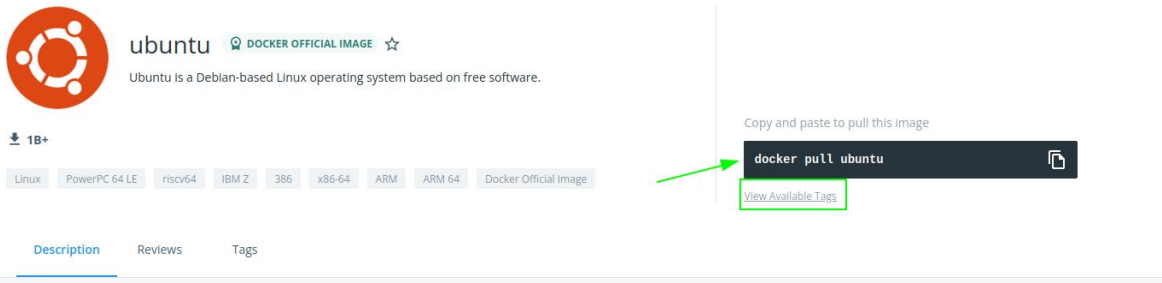 ubuntu DOCKER OFFICIAL IMAGE
Ubuntu is a Debian-based Linux operating system based on free software.
1B+
Linux PowerPC 64 LE riscv64 IBM Z 386 x86-64 ARM ARM 64 Docker Official Image
Copy and paste to pull this image
docker pull ubuntu
View Available Tags
Description Reviews Tags